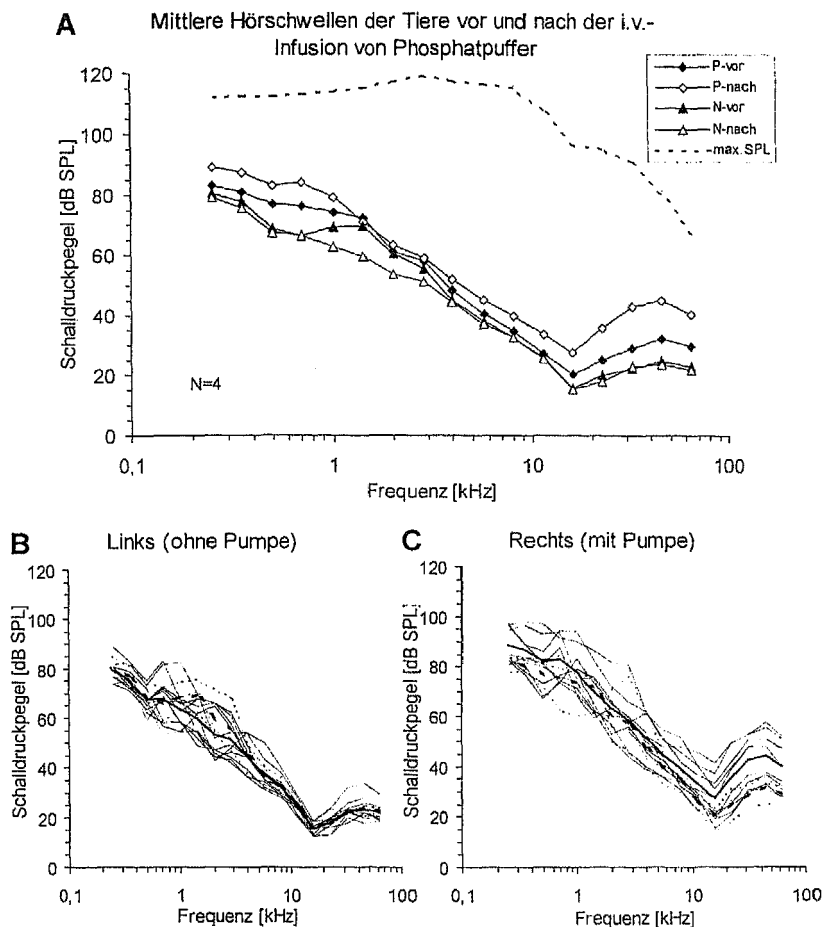 A
Mittlere Hörschwellen der Tiere vor und nach der i.v.-
Infusion von Phosphatpuffer
P-vor
P-nach
N-vor
N-nach
max.SPL
120
100
80
60
40
20
0
Schalldruckpegel [dB SPL]
N=4
0,1
1
10
100
Frequenz [kHz]
B
Links (ohne Pumpe)
120
100
80
60
40
20
0
Schalldruckpegel [dB SPL]
0,1
1
10
100
Frequenz [kHz]
C
Rechts (mit Pumpe)
120
100
80
60
40
20
0
Schalldruckpegel [dB SPL]
0,1
1
10
100
Frequenz [kHz]